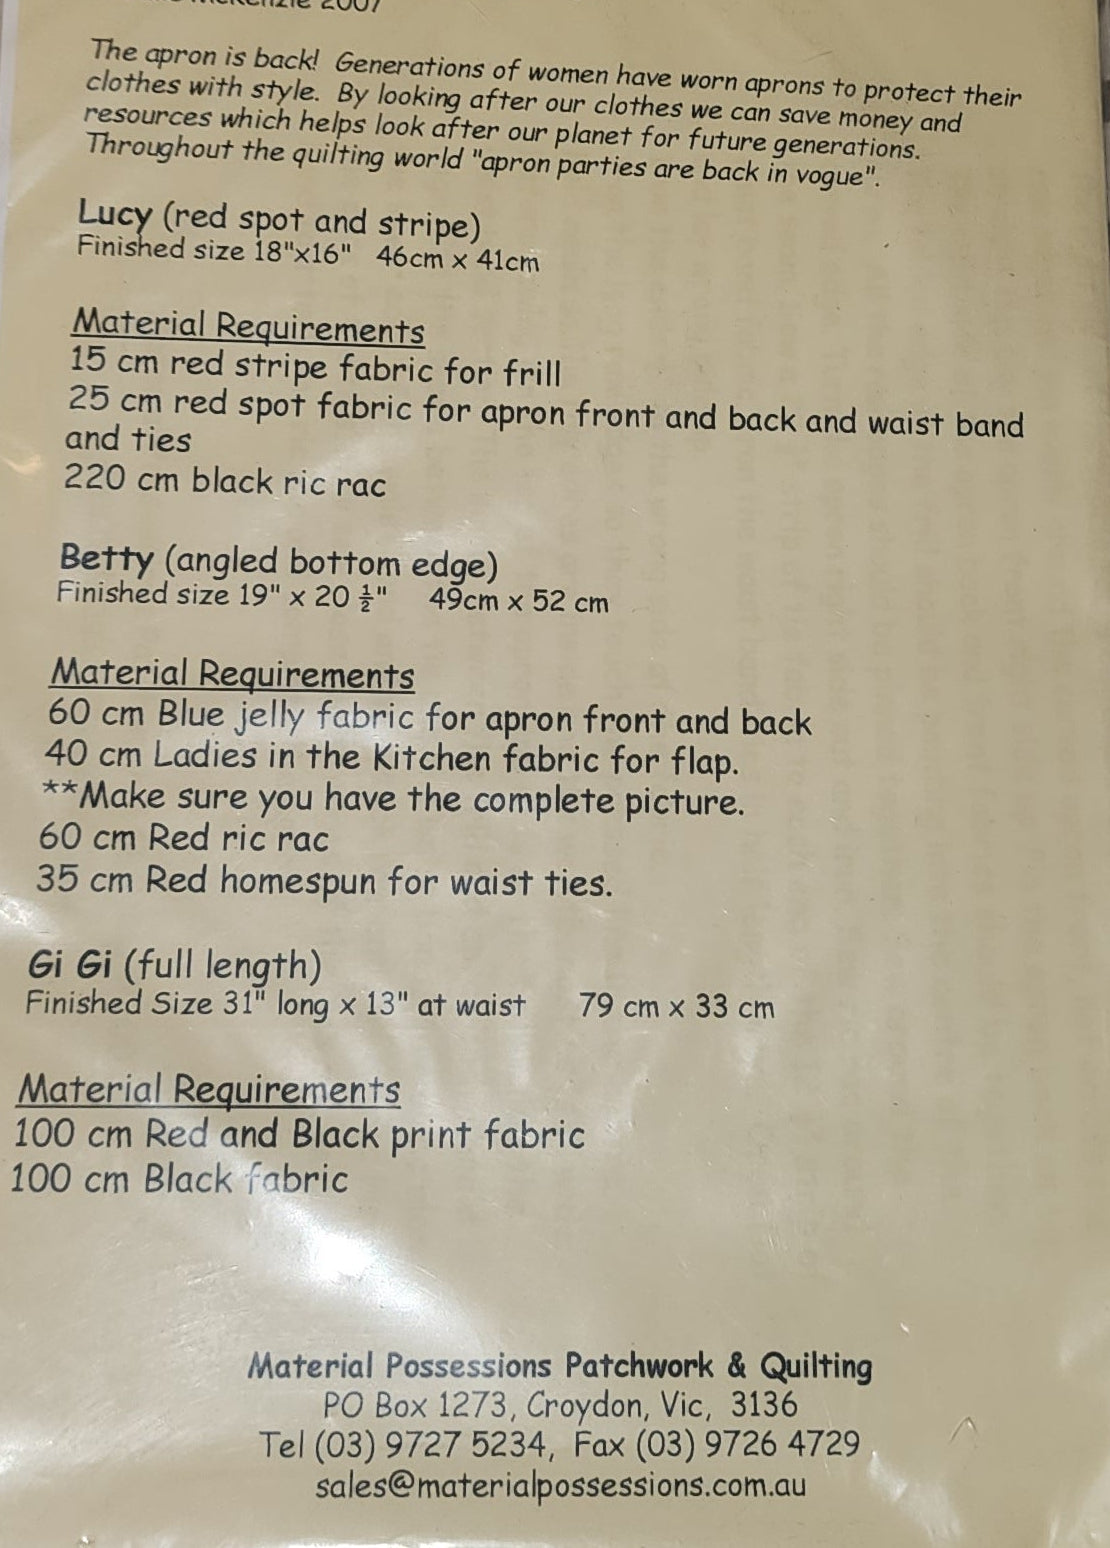 McKenzie 2007
The apron is back! Generations of women have worn aprons to protect their
clothes with style. By looking after our clothes we can save money and
resources which helps look after our planet for future generations.
Throughout the quilting world "apron parties are back in vogue".
Lucy (red spot and stripe)
Finished size 18"x16" 46cm x 41cm
Material Requirements
15 cm red stripe fabric for frill
25 cm red spot fabric for apron front and back and waist band
and ties
220 cm black ric rac
Betty (angled bottom edge)
Finished size 19" x 20 ½" 49cm x 52 cm
Material Requirements
60 cm Blue jelly fabric for apron front and back
40 cm Ladies in the Kitchen fabric for flap.
**Make sure you have the complete picture.
60 cm Red ric rac
35 cm Red homespun for waist ties.
Gi Gi (full length)
Finished Size 31" long x 13" at waist 79 cm x 33 cm
Material Requirements
100 cm Red and Black print fabric
100 cm Black fabric
Material Possessions Patchwork & Quilting
PO Box 1273, Croydon, Vic, 3136
Tel (03) 9727 5234, Fax (03) 9726 4729
sales@materialpossessions.com.au